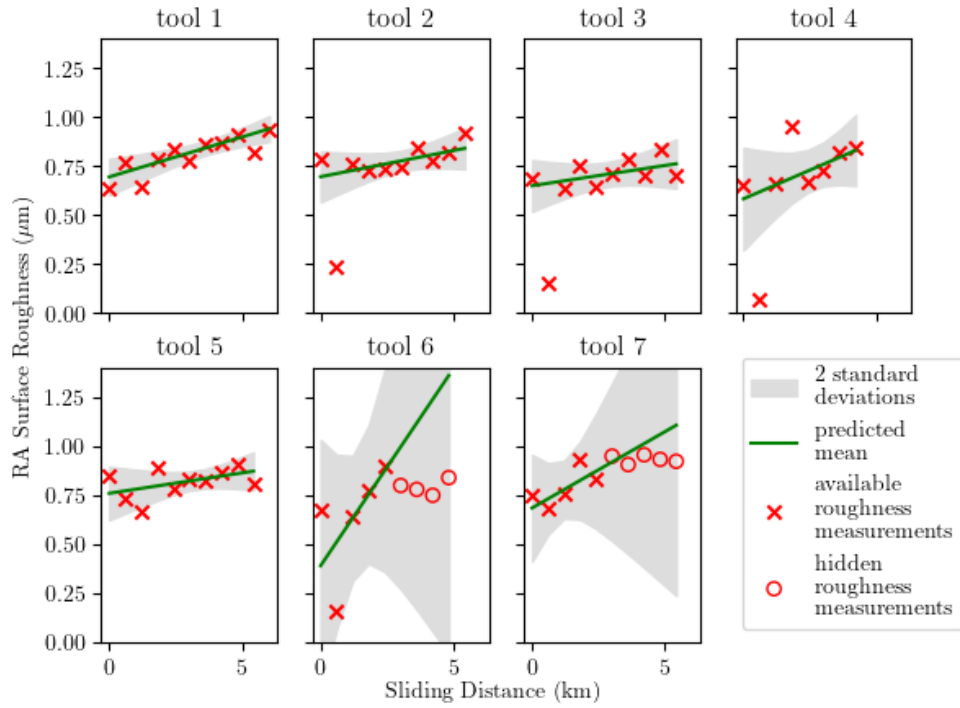 tool 1
tool 2
tool 3
tool 4
1.25
1.00
0.75
0.50
0.25
0.00
RA Surface Roughness (μm)
tool 5
tool 6
tool 7
1.25
1.00
0.75
0.50
0.25
0.00
0
5
0
5
0
5
Sliding Distance (km)
2 standard
deviations
predicted
mean
available
roughness
measurements
hidden
roughness
measurements